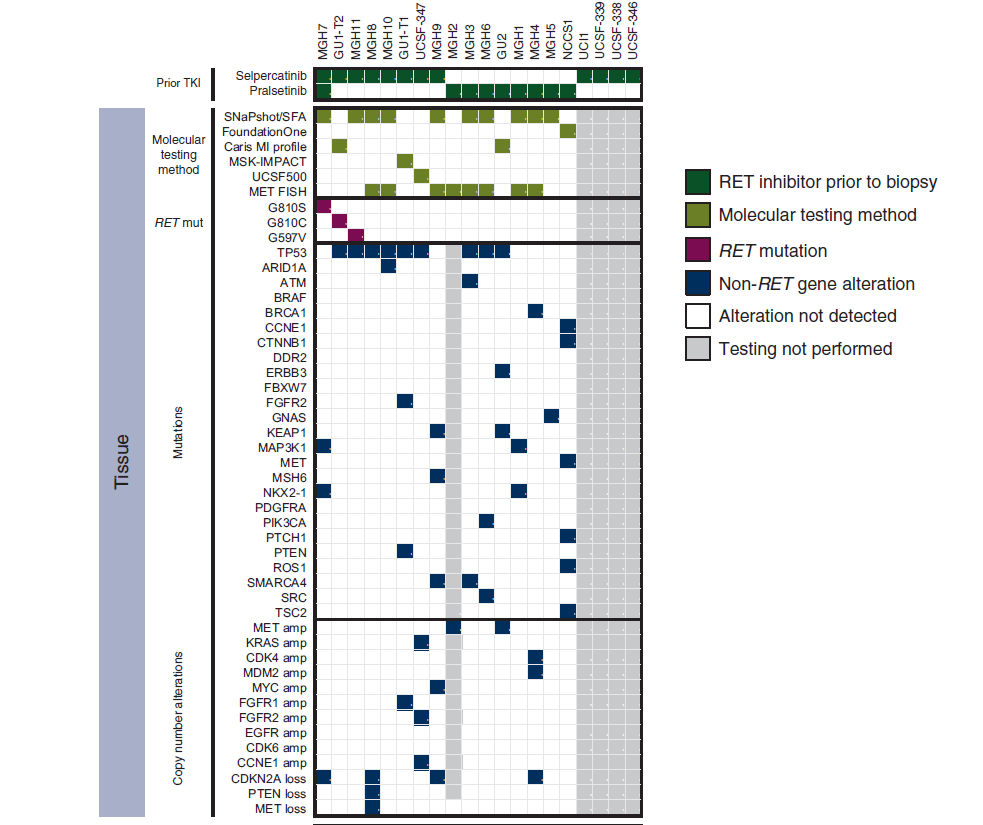 MGH7
GU1-T2
MGH11
MGH8
MGH10
GU1-T1
UCSF-347
MGH9
MGH2
MGH3
MGH6
GU2
MGH1
MGH4
MGH5
NCCS1
UCI1
UCSF-339
UCSF-338
UCSF-346
Prior TKI
Selpercatinib
Pralsetinib
Tissue
Molecular
testing
method
SNaPshot/SFA
FoundationOne
Caris MI profile
MSK-IMPACT
UCSF500
MET FISH
RET mut
G810S
G810C
G597V
Mutations
TP53
ARID1A
ATM
BRAF
BRCA1
CCNE1
CTNNB1
DDR2
ERBB3
FBXW7
FGFR2
GNAS
KEAP1
MAP3K1
MET
MSH6
NKX2-1
PDGFRA
PIK3CA
PTCH1
PTEN
ROS1
SMARCA4
SRC
TSC2
Copy number alterations
MET amp
KRAS amp
CDK4 amp
MDM2 amp
MYC amp
FGFR1 amp
FGFR2 amp
EGFR amp
CDK6 amp
CCNE1 amp
CDKN2A loss
PTEN loss
MET loss
RET inhibitor prior to biopsy
Molecular testing method
RET mutation
Non-RET gene alteration
Alteration not detected
Testing not performed